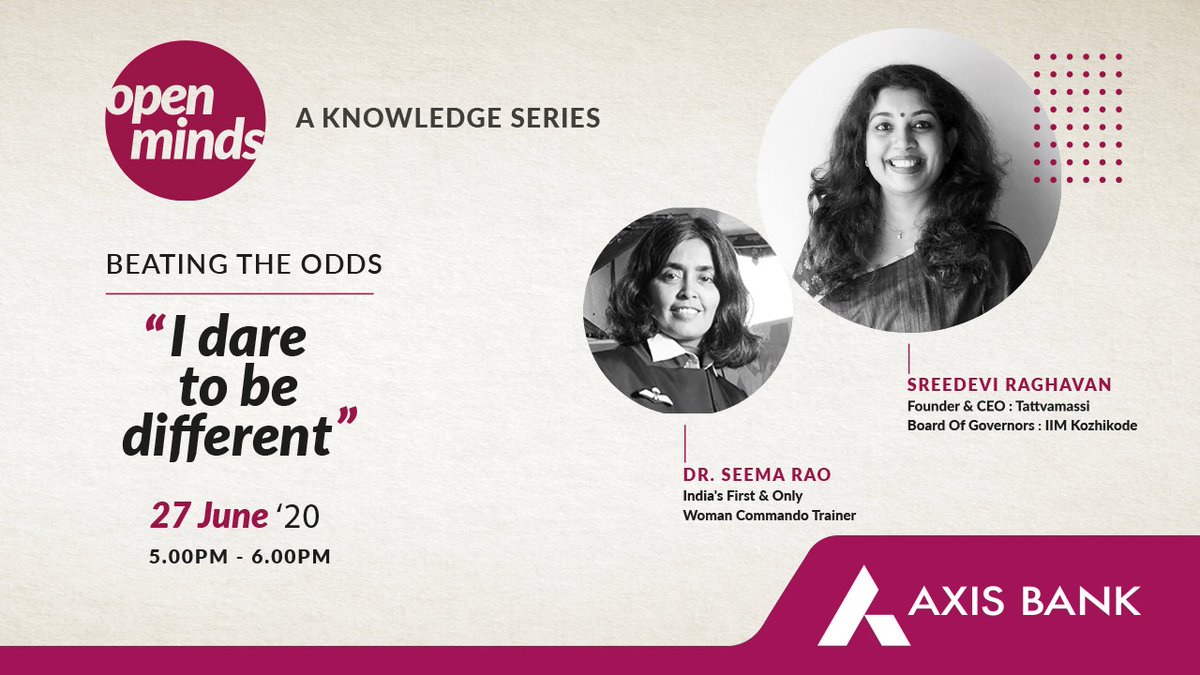 open
minds
A KNOWLEDGE SERIES
BEATING THE ODDS
“I dare
to be
different”
27 June ‘20
5.00PM - 6.00PM
DR. SEEMA RAO
India's First & Only
Woman Commando Trainer
SREEDEVI RAGHAVAN
Founder & CEO : Tattvamassi
Board Of Governors : IIM Kozhikode
AXIS BANK